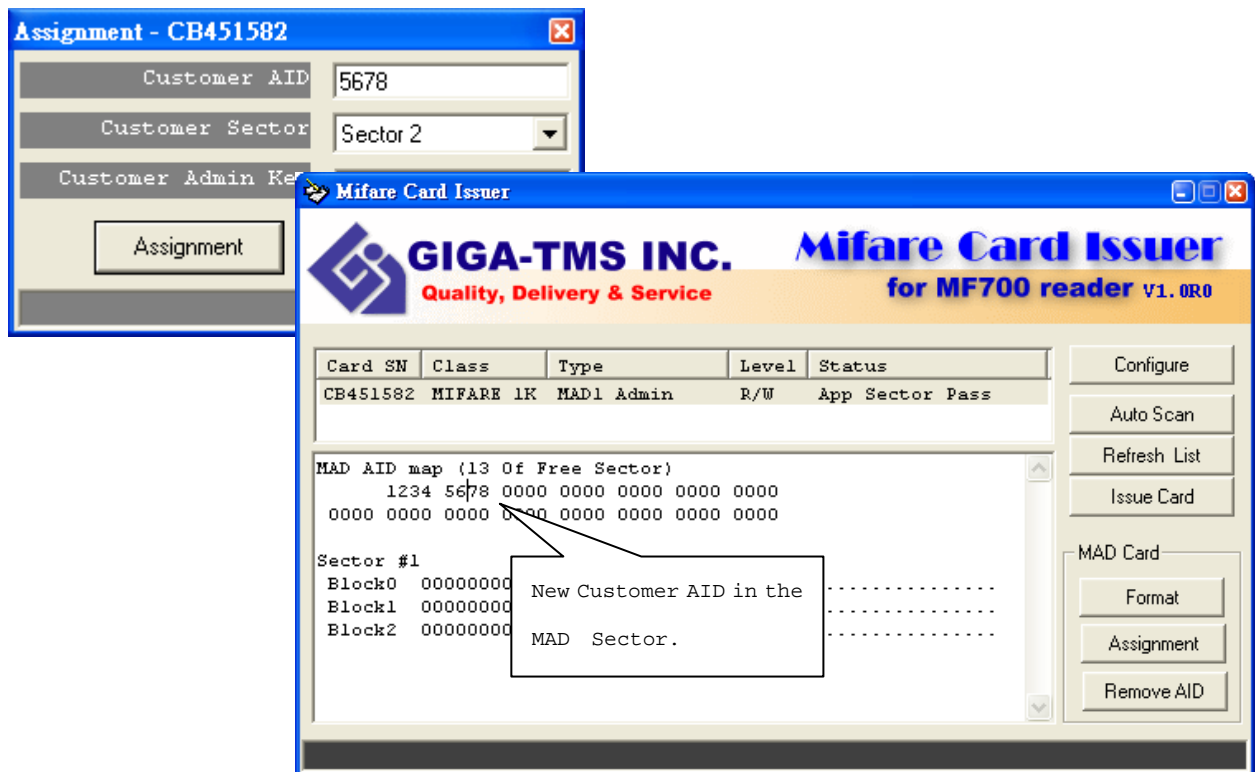 Assignment - CB451582
Customer AID 5678
Customer Sector Sector 2
Customer Admin
Assignment
Mifare Card Issuer
GIGA-TMS INC.
Quality, Delivery & Service
Mifare Card Issuer
for MF700 reader V1.0R0
Card SN Class Type Level Status
CB451582 MIFARE 1K MAD1 Admin R/W App Sector Pass
Configure
Auto Scan
Refresh List
Issue Card
MAD AID map (13 Of Free Sector)
1234 5678 0000 0000 0000 0000 0000
0000 0000 0000 0000 0000 0000 0000 0000
Sector #1
Block0 00000000 ...............
Block1 00000000 ...............
Block2 00000000 ...............
New Customer AID in the
MAD Sector.
MAD Card
Format
Assignment
Remove AID